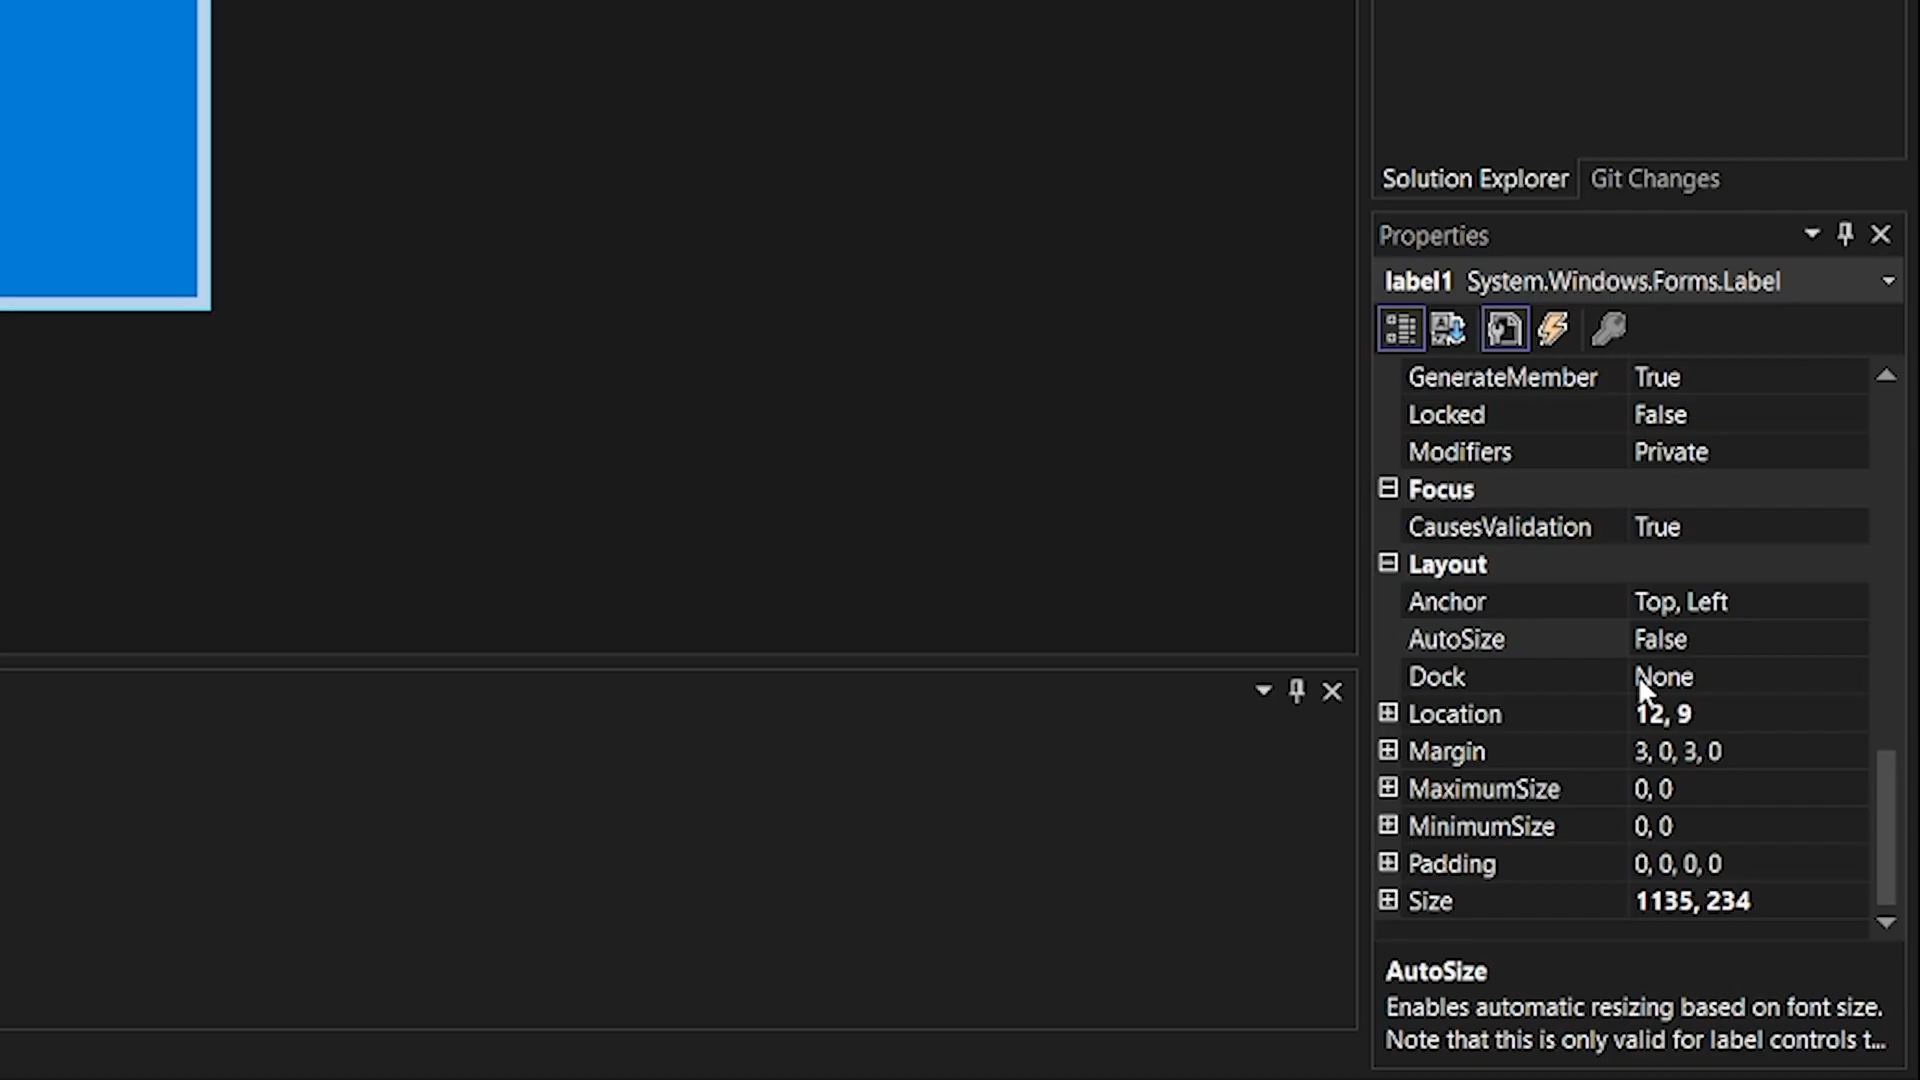 Solution Explorer Git Changes
Properties
label1 System.Windows.Forms.Label
GenerateMember True
Locked False
Modifiers Private
Focus
CausesValidation True
Layout
Anchor Top, Left
AutoSize False
Dock None
Location 12, 9
Margin 3, 0, 3, 0
MaximumSize 0, 0
MinimumSize 0, 0
Padding 0, 0, 0, 0
Size 1135, 234
AutoSize
Enables automatic resizing based on font size.
Note that this is only valid for label controls t...